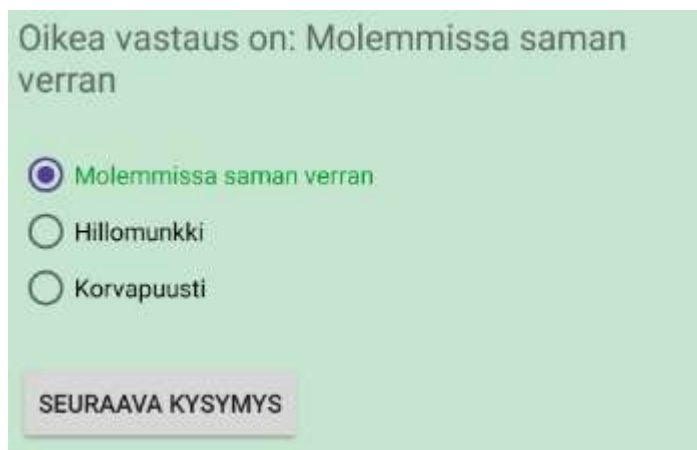 Oikea vastaus on: Molemmissa saman
verran
Molemmissa saman verran
Hillomunkki
Korvapuusti
SEURAAVA KYSYMYS